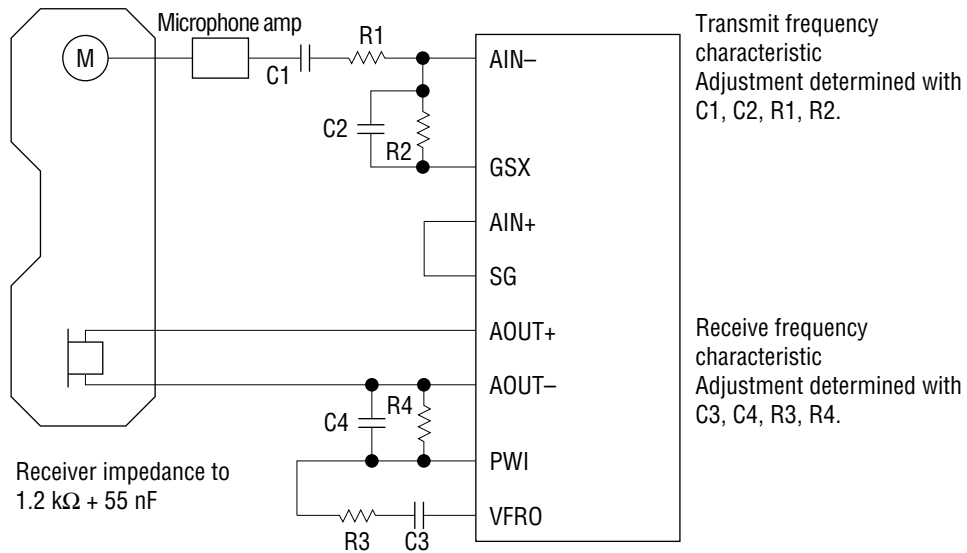 Microphone amp
M
C1
R1
C2
R2
AIN–
GSX
AIN+
SG
AOUT+
AOUT–
PWI
VFRO
C4
R4
R3
C3
Transmit frequency
characteristic
Adjustment determined with
C1, C2, R1, R2.
Receive frequency
characteristic
Adjustment determined with
C3, C4, R3, R4.
Receiver impedance to
1.2 kΩ + 55 nF